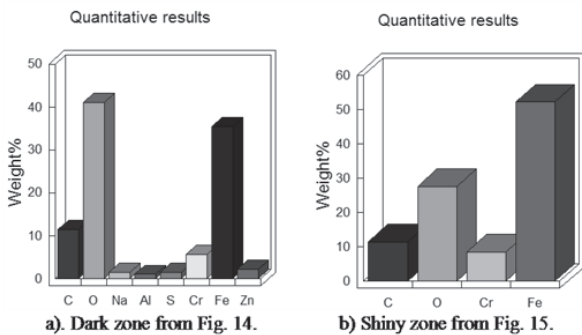 Quantitative results
Weight%
50
40
30
20
10
0
C O Na Al S Cr Fe Zn
a). Dark zone from Fig. 14.
Quantitative results
Weight%
60
50
40
30
20
10
0
C O Cr Fe
b) Shiny zone from Fig. 15.